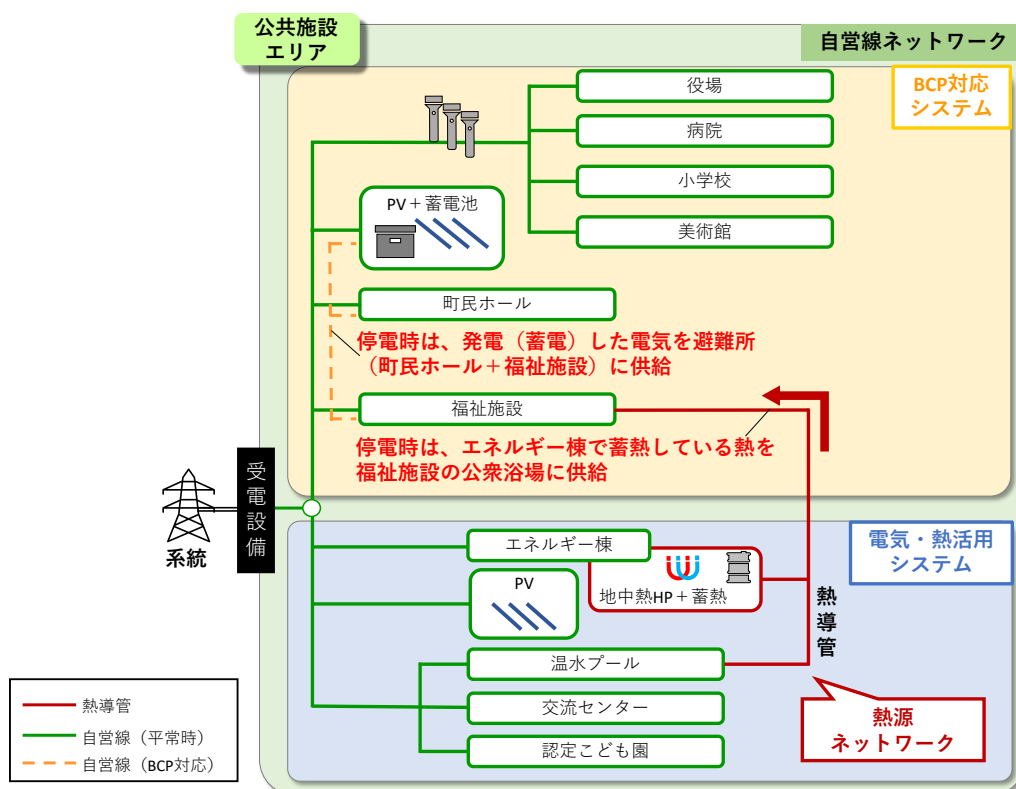 公共施設
エリア
自営線ネットワーク
BCP対応
システム
役場
病院
小学校
美術館
PV＋蓄電池
町民ホール
停電時は、発電（蓄電）した電気を避難所
（町民ホール＋福祉施設）に供給
福祉施設
停電時は、エネルギー棟で蓄熱している熱を
福祉施設の公衆浴場に供給
受電設備
系統
電気・熱活用
システム
エネルギー棟
地中熱HP＋蓄熱
PV
熱導管
温水プール
交流センター
認定こども園
熱源
ネットワーク
熱導管
自営線（平常時）
自営線（BCP対応）